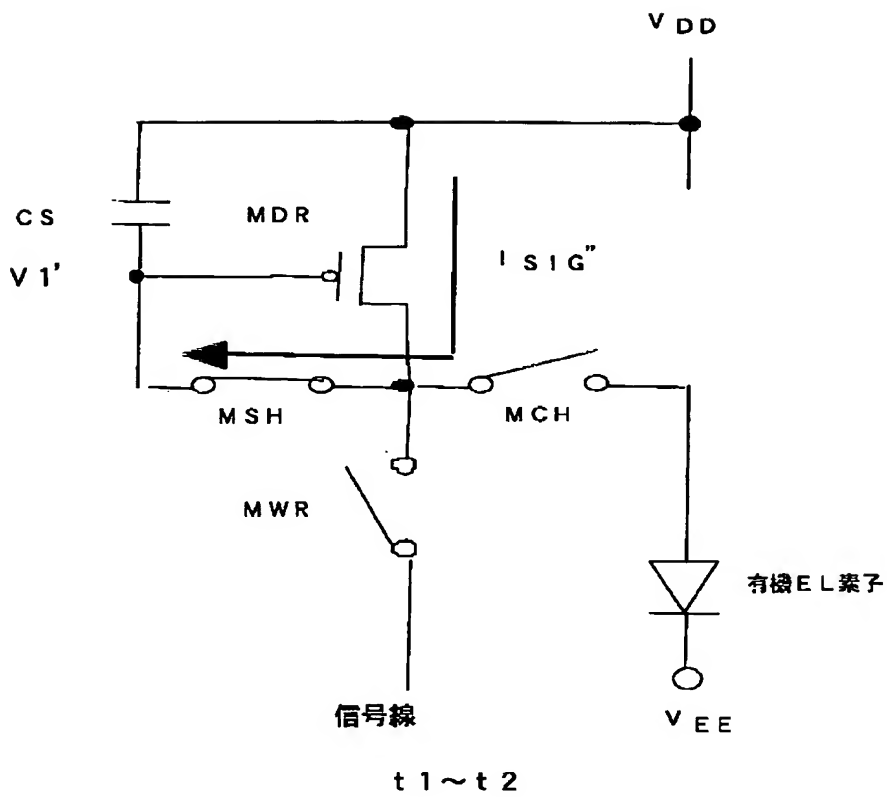 VDD
CS
MDR
V1'
ISIG"
MSH
MCH
MWR
有機EL素子
信号線
VEE
t1～t2